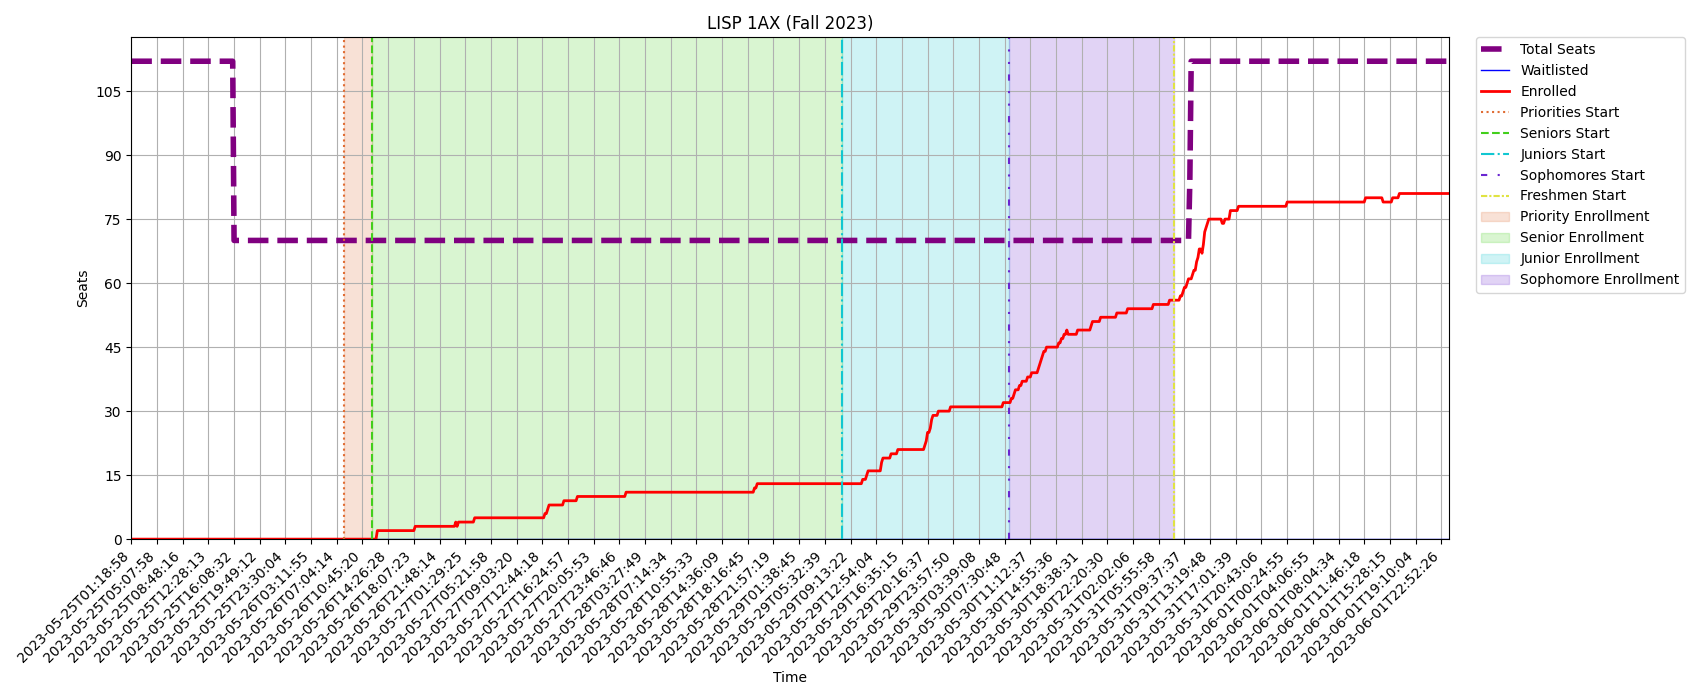 LISP 1AX (Fall 2023)
Seats
105
90
75
60
45
30
15
0
2023-05-25T01:18:58
2023-05-25T05:07:58
2023-05-25T08:48:16
2023-05-25T12:28:13
2023-05-25T16:08:32
2023-05-25T19:49:12
2023-05-25T23:30:04
2023-05-26T03:11:55
2023-05-26T07:04:14
2023-05-26T10:45:20
2023-05-26T14:26:28
2023-05-26T18:07:23
2023-05-26T21:48:14
2023-05-27T01:29:25
2023-05-27T05:21:58
2023-05-27T09:03:20
2023-05-27T12:44:18
2023-05-27T16:24:57
2023-05-27T20:05:53
2023-05-27T23:46:46
2023-05-28T03:27:49
2023-05-28T07:14:34
2023-05-28T10:55:33
2023-05-28T14:36:09
2023-05-28T18:16:45
2023-05-28T21:57:19
2023-05-29T01:38:45
2023-05-29T05:32:39
2023-05-29T09:13:22
2023-05-29T12:54:04
2023-05-29T16:35:15
2023-05-29T20:16:37
2023-05-29T23:57:50
2023-05-30T03:39:08
2023-05-30T07:30:48
2023-05-30T11:12:37
2023-05-30T14:55:36
2023-05-30T18:38:31
2023-05-30T22:20:30
2023-05-31T02:02:06
2023-05-31T05:55:58
2023-05-31T09:37:37
2023-05-31T13:19:48
2023-05-31T17:01:39
2023-05-31T20:43:06
2023-06-01T00:24:55
2023-06-01T04:06:55
2023-06-01T08:04:34
2023-06-01T11:46:18
2023-06-01T15:28:15
2023-06-01T19:10:04
2023-06-01T22:52:26
Time
Total Seats
Waitlisted
Enrolled
Priorities Start
Seniors Start
Juniors Start
Sophomores Start
Freshmen Start
Priority Enrollment
Senior Enrollment
Junior Enrollment
Sophomore Enrollment